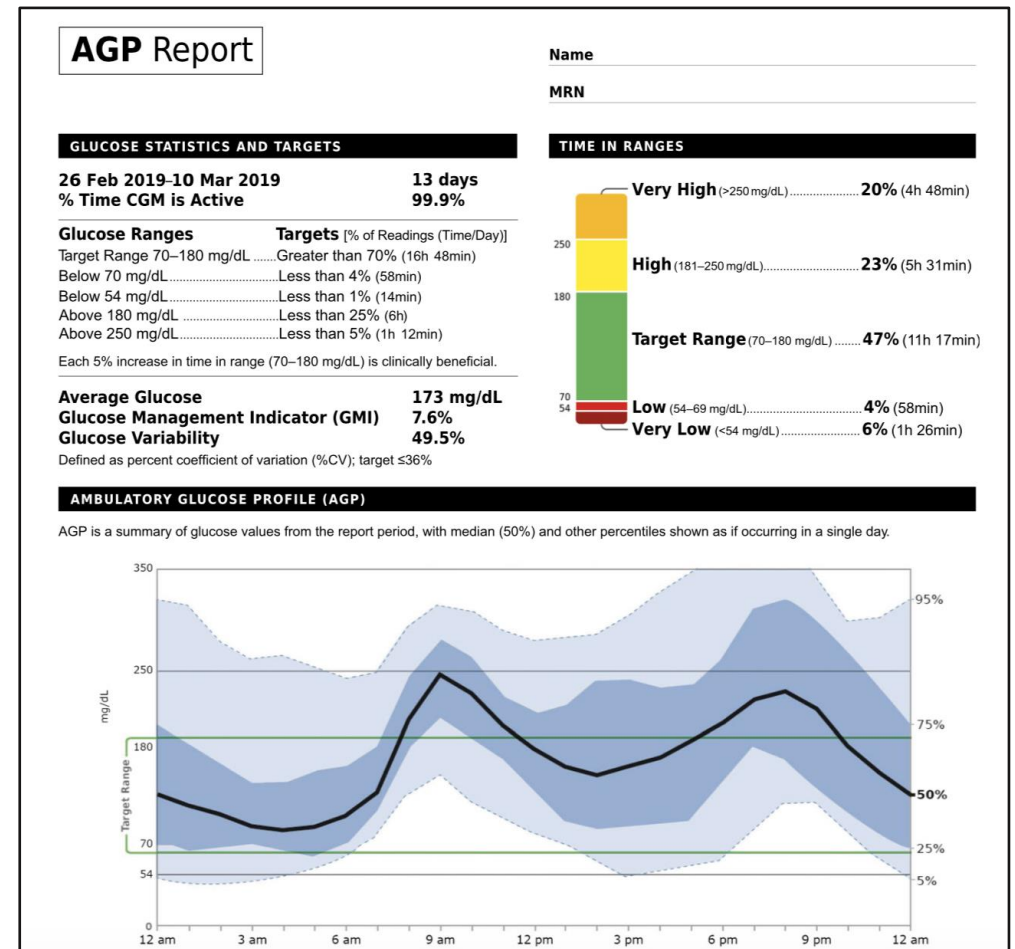 AGP Report
Name
MRN
GLUCOSE STATISTICS AND TARGETS
26 Feb 2019–10 Mar 2019 13 days
% Time CGM is Active 99.9%
Glucose Ranges Targets [% of Readings (Time/Day)]
Target Range 70–180 mg/dL ......Greater than 70% (16h 48min)
Below 70 mg/dL............................Less than 4% (58min)
Below 54 mg/dL............................Less than 1% (14min)
Above 180 mg/dL ........................Less than 25% (6h)
Above 250 mg/dL.........................Less than 5% (1h 12min)
Each 5% increase in time in range (70–180 mg/dL) is clinically beneficial.
Average Glucose 173 mg/dL
Glucose Management Indicator (GMI) 7.6%
Glucose Variability 49.5%
Defined as percent coefficient of variation (%CV); target ≤36%
TIME IN RANGES
Very High (>250 mg/dL)....................20% (4h 48min)
250
High (181–250 mg/dL)...........................23% (5h 31min)
180
Target Range (70–180 mg/dL) .......47% (11h 17min)
70
54
Low (54–69 mg/dL)................................4% (58min)
Very Low (<54 mg/dL)......................6% (1h 26min)
AMBULATORY GLUCOSE PROFILE (AGP)
AGP is a summary of glucose values from the report period, with median (50%) and other percentiles shown as if occurring in a single day.
350
250
mg/dL
180
Target Range
70
54
0
95%
75%
50%
25%
5%
12 am 3 am 6 am 9 am 12 pm 3 pm 6 pm 9 pm 12 am